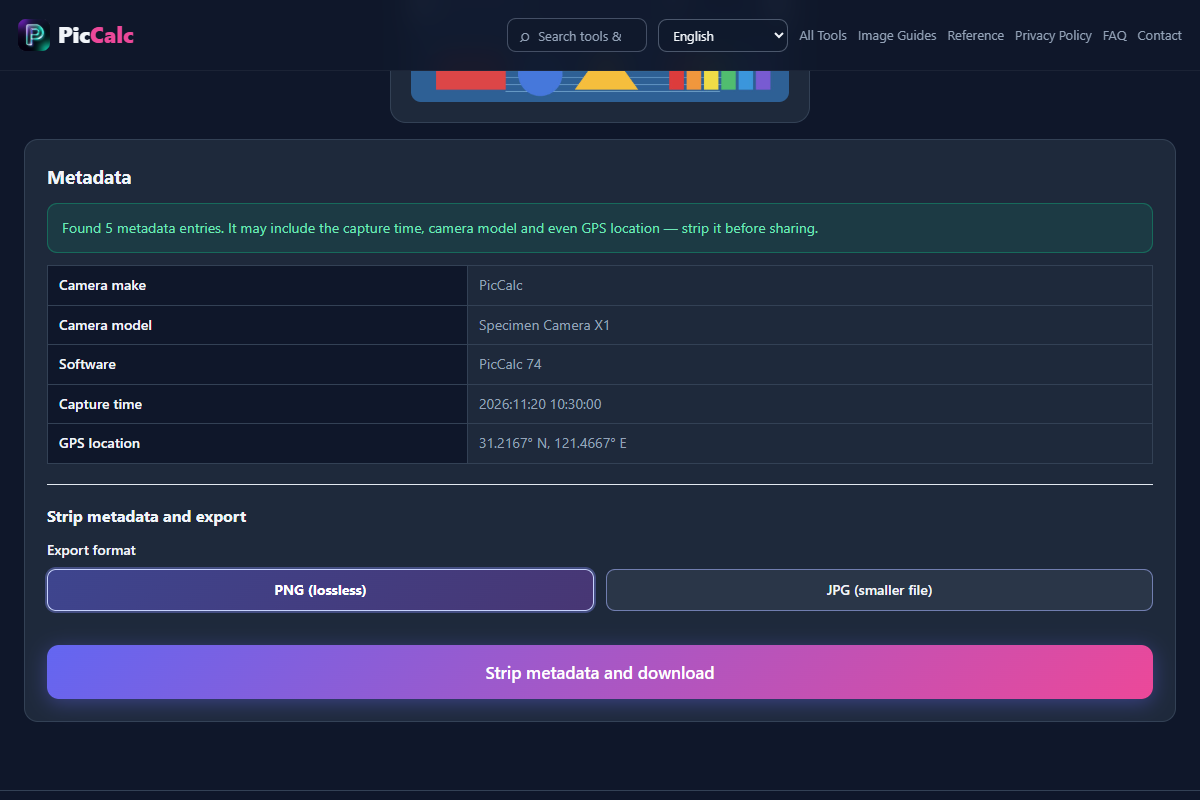 PicCalc
Search tools &
English
All Tools
Image Guides
Reference
Privacy Policy
FAQ
Contact
Metadata
Found 5 metadata entries. It may include the capture time, camera model and even GPS location — strip it before sharing.
Camera make PicCalc
Camera model Specimen Camera X1
Software PicCalc 74
Capture time 2026:11:20 10:30:00
GPS location 31.2167° N, 121.4667° E
Strip metadata and export
Export format
PNG (lossless)
JPG (smaller file)
Strip metadata and download